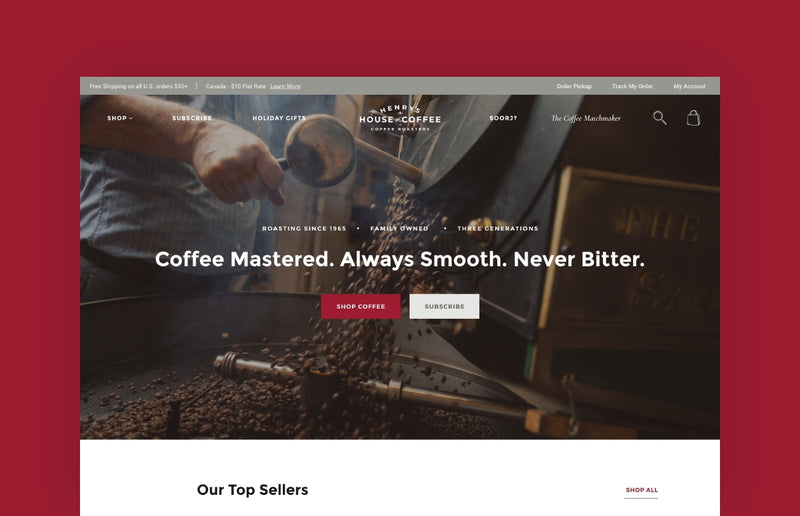 Free Shipping on all U.S. orders $45+ | Canada - $10 Flat Rate Learn More
Order Pickup Track My Order My Account
SHOP SUBSCRIBE HOLIDAY GIFTS
HENRY'S
HOUSE OF COFFEE
COFFEE ROASTERS
SOORJ? The Coffee Matchmaker
ROASTING SINCE 1965 • FAMILY OWNED • THREE GENERATIONS
Coffee Mastered. Always Smooth. Never Bitter.
SHOP COFFEE SUBSCRIBE
THE
Our Top Sellers SHOP ALL